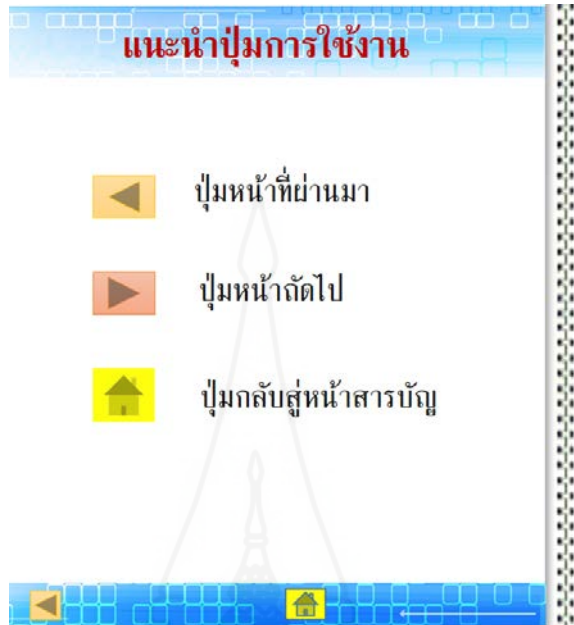 แนะนำปุ่มการใช้งาน
ปุ่มหน้าที่ผ่านมา
ปุ่มหน้าถัดไป
ปุ่มกลับสู่หน้าสารบัญ